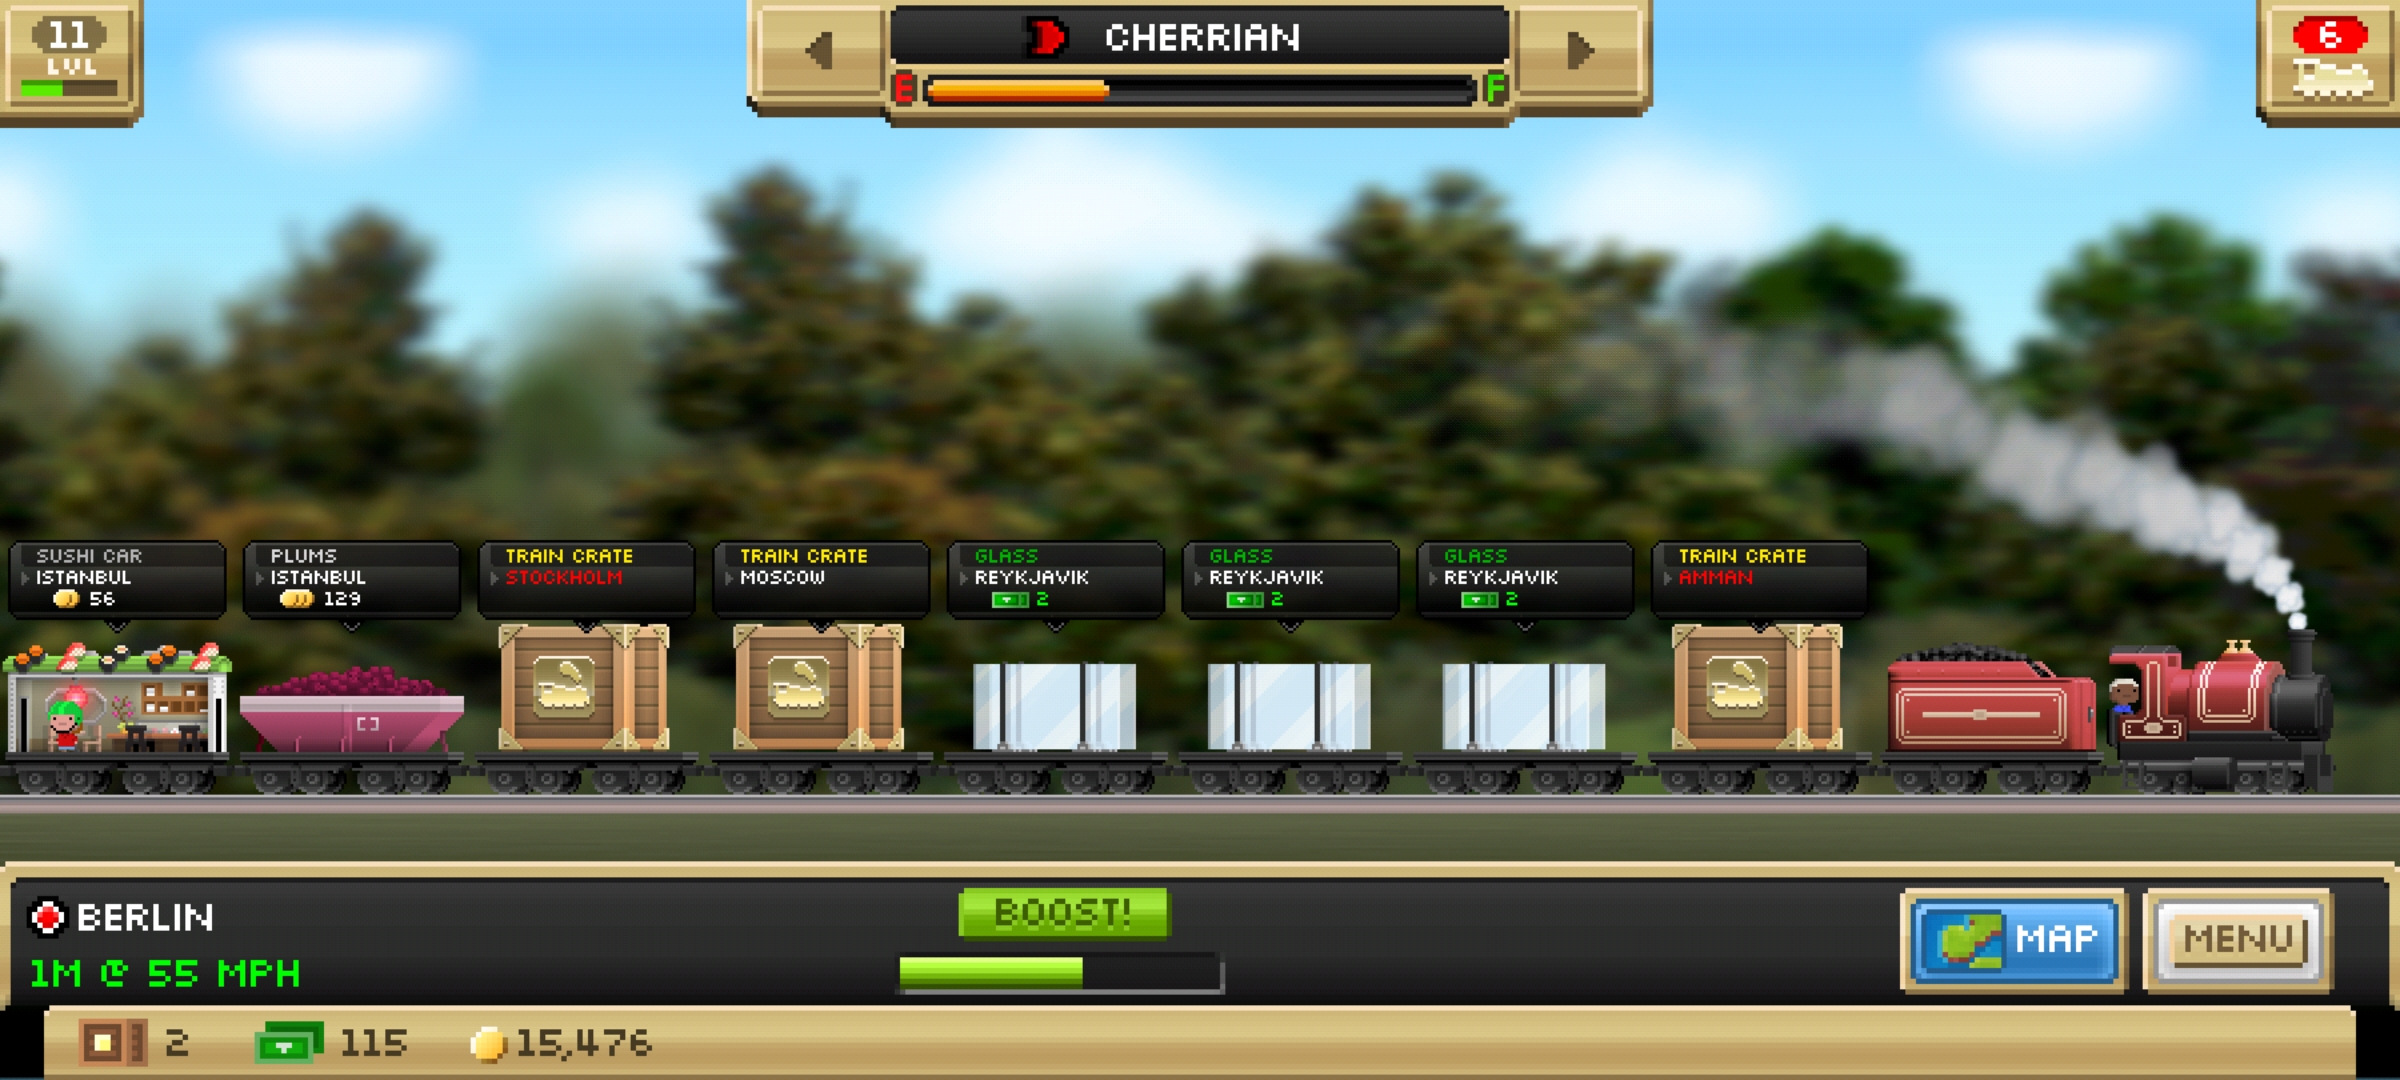 11
LVL
CHERRIAN
E F
6
SUSHI CAR
ISTANBUL
56
PLUMS
ISTANBUL
129
TRAIN CRATE
STOCKHOLM
TRAIN CRATE
MOSCOW
GLASS
REYKJAVIK
2
GLASS
REYKJAVIK
2
GLASS
REYKJAVIK
2
TRAIN CRATE
AMMAN
BERLIN
1M @ 55 MPH
BOOST!
MAP
MENU
2
115
15,476